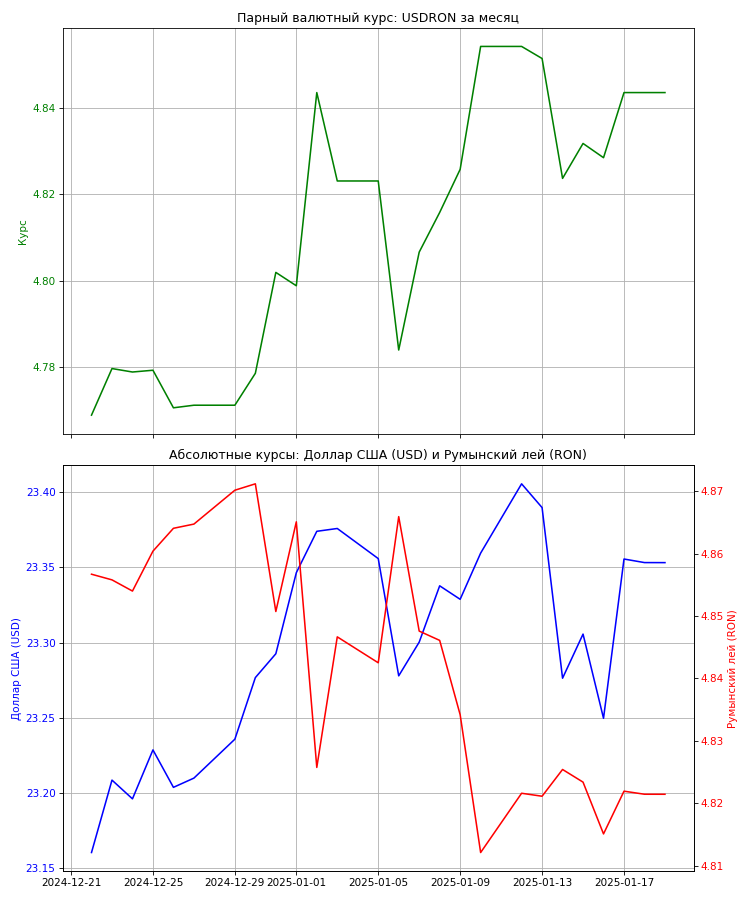 Парный валютный курс: USDRON за месяц
4.84
4.82
4.80
4.78
Курс
Абсолютные курсы: Доллар США (USD) и Румынский лей (RON)
23.40
23.35
23.30
23.25
23.20
23.15
Доллар США (USD)
4.87
4.86
4.85
4.84
4.83
4.82
4.81
Румынский лей (RON)
2024-12-21 2024-12-25 2024-12-29 2025-01-01 2025-01-05 2025-01-09 2025-01-13 2025-01-17